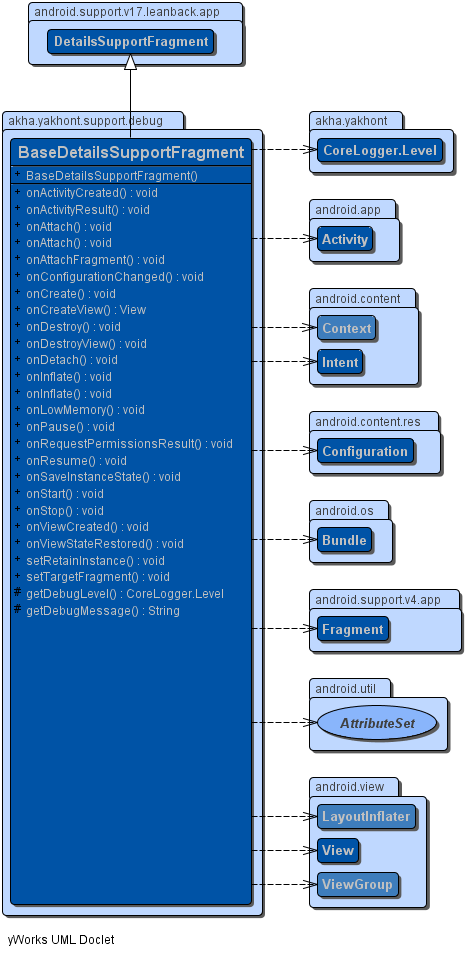 android.support.v17.leanback.app
DetailsSupportFragment
akha.yakhont.support.debug
BaseDetailsSupportFragment
+ BaseDetailsSupportFragment()
+ onActivityCreated() : void
+ onActivityResult() : void
+ onAttach() : void
+ onAttach() : void
+ onAttachFragment() : void
+ onConfigurationChanged() : void
+ onCreate() : void
+ onCreateView() : View
+ onDestroy() : void
+ onDestroyView() : void
+ onDetach() : void
+ onInflate() : void
+ onInflate() : void
+ onLowMemory() : void
+ onPause() : void
+ onRequestPermissionsResult() : void
+ onResume() : void
+ onSaveInstanceState() : void
+ onStart() : void
+ onStop() : void
+ onViewCreated() : void
+ onViewStateRestored() : void
+ setRetainInstance() : void
+ setTargetFragment() : void
# getDebugLevel() : CoreLogger.Level
# getDebugMessage() : String
akha.yakhont
CoreLogger.Level
android.app
Activity
android.content
Context
Intent
android.content.res
Configuration
android.os
Bundle
android.support.v4.app
Fragment
android.util
AttributeSet
android.view
LayoutInflater
View
ViewGroup
yWorks UML Doclet